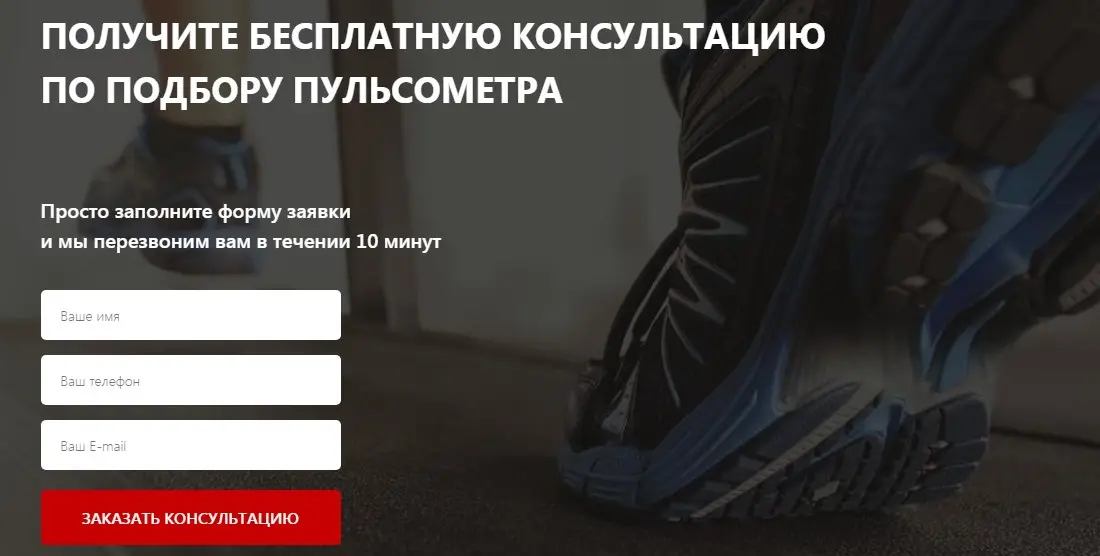 ПОЛУЧИТЕ БЕСПЛАТНУЮ КОНСУЛЬТАЦИЮ
ПО ПОДБОРУ ПУЛЬСОМЕТРА
Просто заполните форму заявки
и мы перезвоним вам в течении 10 минут
Ваше имя
Ваш телефон
Ваш E-mail
ЗАКАЗАТЬ КОНСУЛЬТАЦИЮ